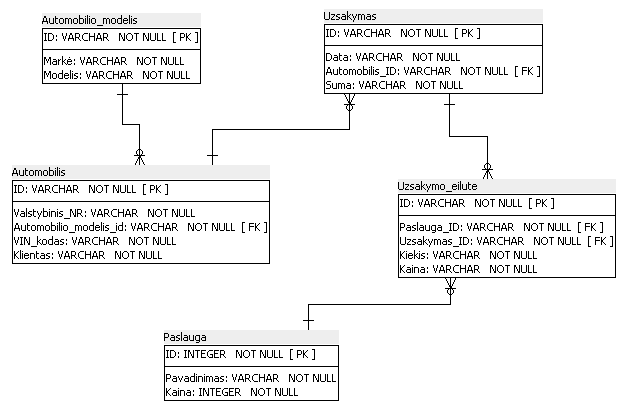 Automobilio_modelis
ID: VARCHAR NOT NULL [ PK ]
Markė: VARCHAR NOT NULL
Modelis: VARCHAR NOT NULL
Uzsakymas
ID: VARCHAR NOT NULL [ PK ]
Data: VARCHAR NOT NULL
Automobilis_ID: VARCHAR NOT NULL [ FK ]
Suma: VARCHAR NOT NULL
Automobilis
ID: VARCHAR NOT NULL [ PK ]
Valstybinis_NR: VARCHAR NOT NULL
Automobilio_modelis_id: VARCHAR NOT NULL [ FK ]
VIN_kodas: VARCHAR NOT NULL
Klientas: VARCHAR NOT NULL
Uzsakymo_eilute
ID: VARCHAR NOT NULL [ PK ]
Paslauga_ID: VARCHAR NOT NULL [ FK ]
Uzsakymas_ID: VARCHAR NOT NULL [ FK ]
Kiekis: VARCHAR NOT NULL
Kaina: VARCHAR NOT NULL
Paslauga
ID: INTEGER NOT NULL [ PK ]
Pavadinimas: VARCHAR NOT NULL
Kaina: INTEGER NOT NULL